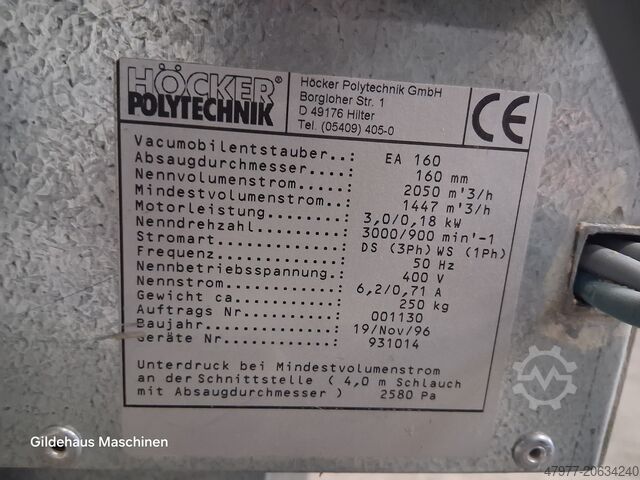 HÖCKER®
POLYTECHNIK
Höcker Polytechnik GmbH
Borgloher Str. 1
D 49176 Hilter
Tel. (05409) 405-0
CE
Vacumobilentstauber..: EA 160
Absaugdurchmesser....: 160 mm
Nennvolumenstrom.....: 2050 m'3/h
Mindestvolumenstrom..: 1447 m'3/h
Motorleistung........: 3,0/0,18 kW
Nenndrehzahl.........: 3000/900 min'-1
Stromart.............: DS (3Ph) WS (1Ph)
Frequenz.............: 50 Hz
Nennbetriebsspannung.: 400 V
Nennstrom............: 6,2/0,71 A
Gewicht ca...........: 250 kg
Auftrags Nr..........: 001130
Baujahr..............: 19/Nov/96
Geräte Nr............: 931014
Unterdruck bei Mindestvolumenstrom
an der Schnittstelle ( 4,0 m Schlauch
mit Absaugdurchmesser ) 2580 Pa
Gildehaus Maschinen
47977-20634240